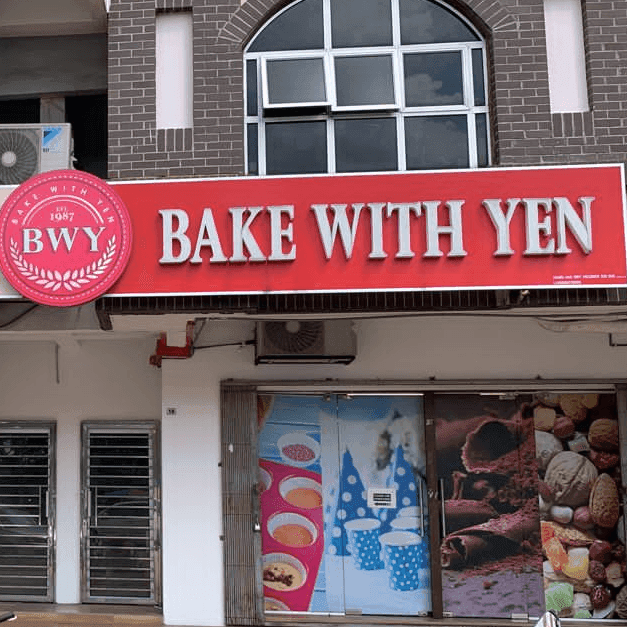 BAKE WITH YEN
EST.
1987
BWY
BAKE WITH YEN